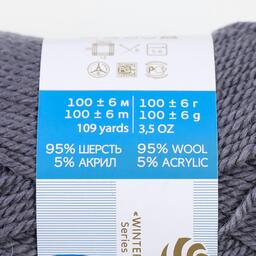 100 ± 6 м 100 ± 6 г
100 ± 6 m 100 ± 6 g
109 yards 3,5 OZ
95% ШЕРСТЬ 95% WOOL
5% АКРИЛ 5% ACRYLIC
«WINTE
Series